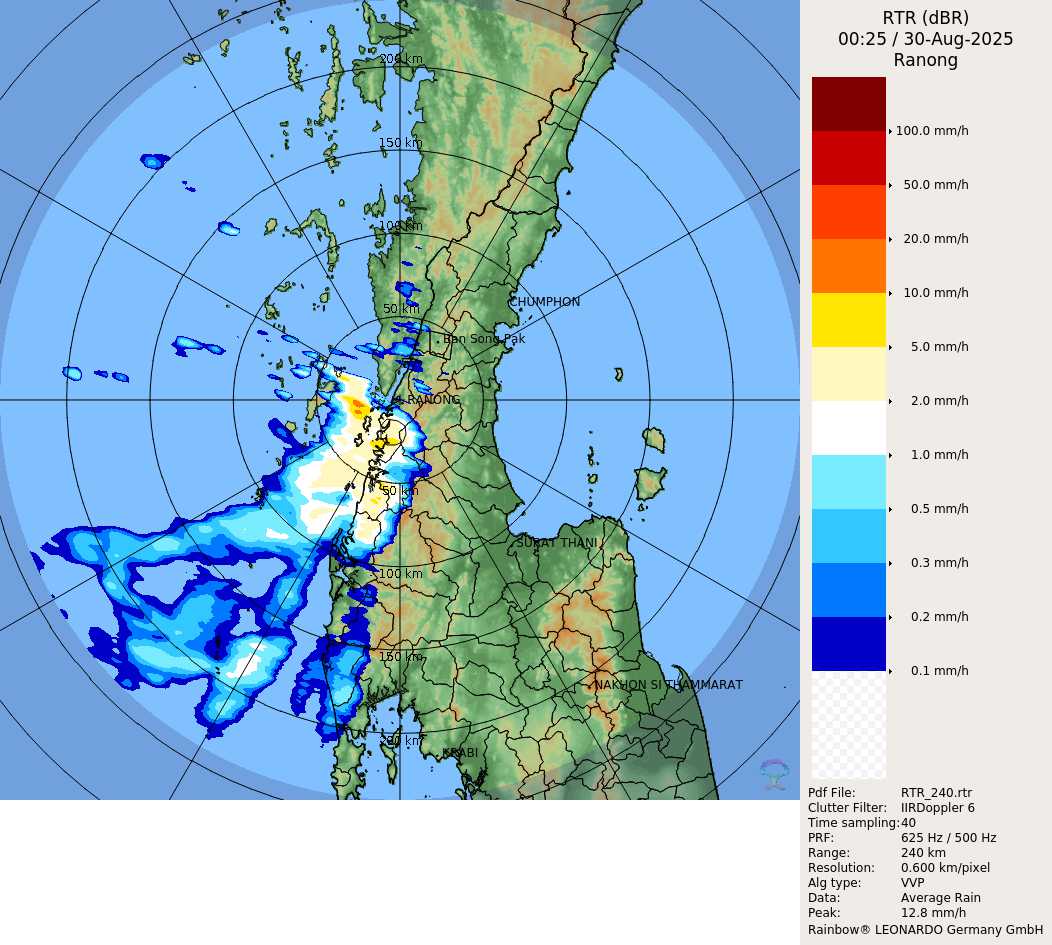 RTR (dBR)
00:25 / 30-Aug-2025
Ranong
200 km
150 km
100 km
50 km
CHUMPHON
Ban Song Pak
RANONG
50 km
SURAT THANI
100 km
150 km
NAKHON SI THAMMARAT
200 km
KRABI
100.0 mm/h
50.0 mm/h
20.0 mm/h
10.0 mm/h
5.0 mm/h
2.0 mm/h
1.0 mm/h
0.5 mm/h
0.3 mm/h
0.2 mm/h
0.1 mm/h
Pdf File: RTR_240.rtr
Clutter Filter: IIRDoppler 6
Time sampling: 40
PRF: 625 Hz / 500 Hz
Range: 240 km
Resolution: 0.600 km/pixel
Alg type: VVP
Data: Average Rain
Peak: 12.8 mm/h
Rainbow® LEONARDO Germany GmbH